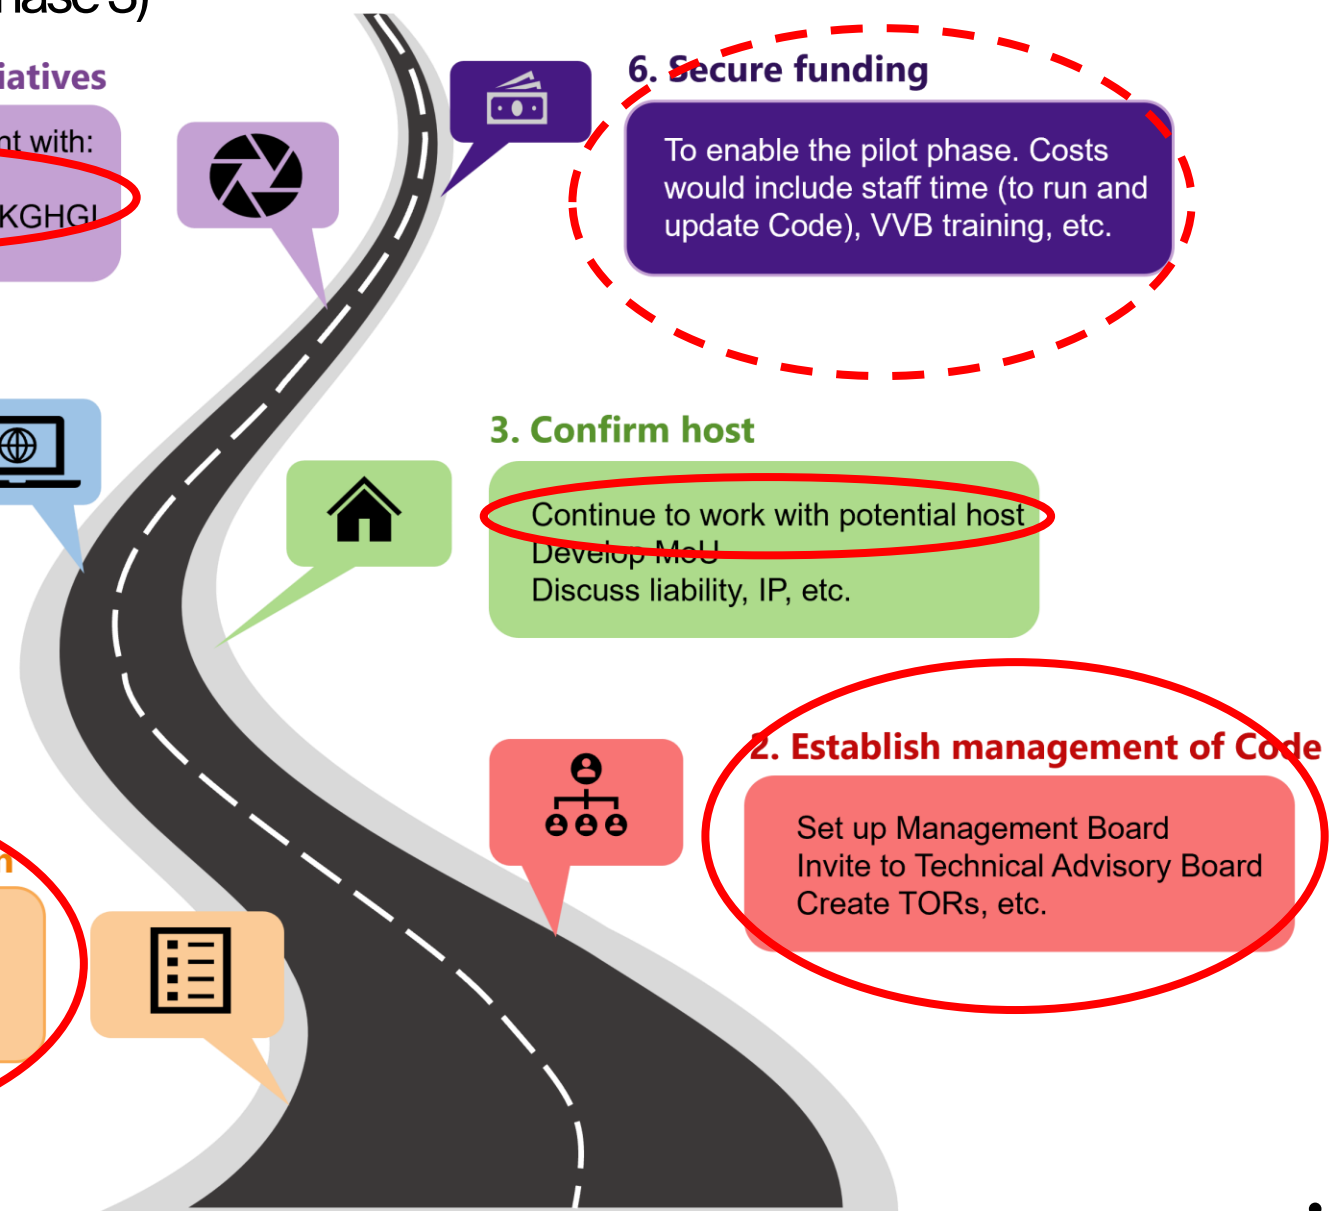 hase 3)
iatives
nt with:
KGHGI
6. Secure funding
To enable the pilot phase. Costs
would include staff time (to run and
update Code), VVB training, etc.
3. Confirm host
Continue to work with potential host
Develop MoU
Discuss liability, IP, etc.
2. Establish management of Code
Set up Management Board
Invite to Technical Advisory Board
Create TORs, etc.
n